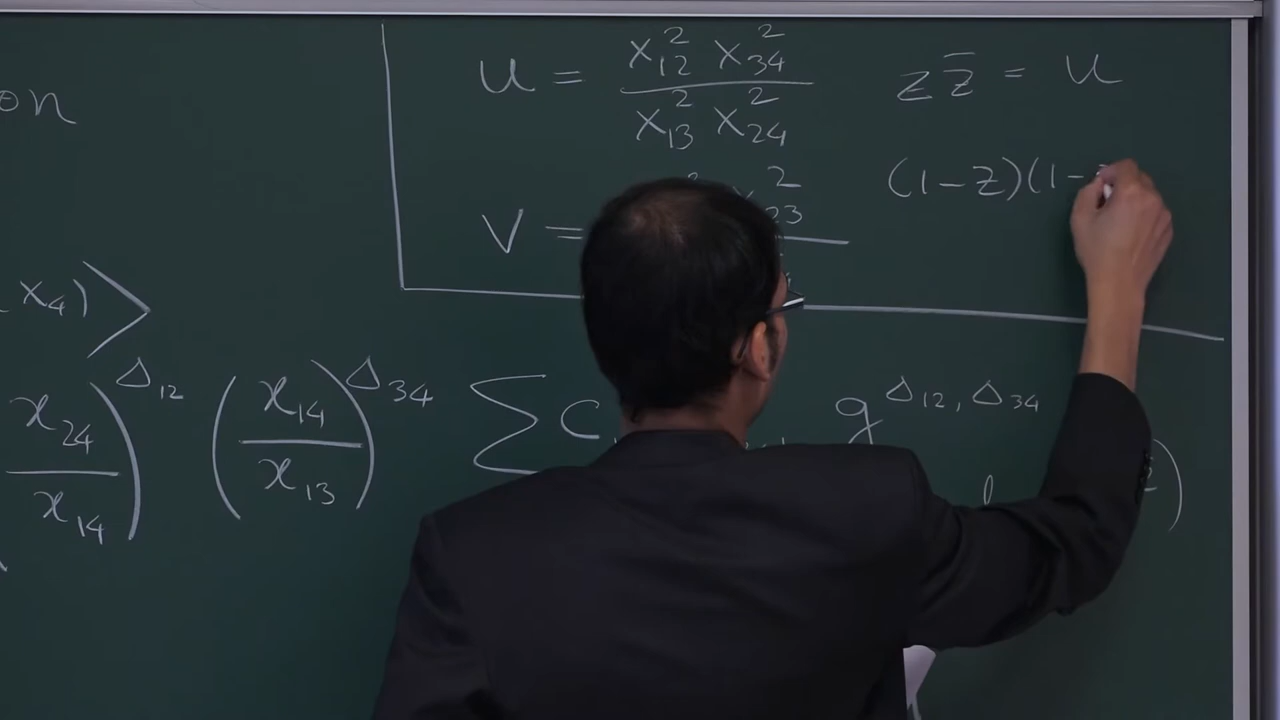 on
u = x₁₂² x₃₄² / x₁₃² x₂₄²
z z̄ = u
(1 - z)(1 -
v =
x₄)⟩
x₂₄ / x₁₄)^Δ₁₂ (x₁₄ / x₁₃)^Δ₃₄ Σ C g^Δ₁₂, Δ₃₄